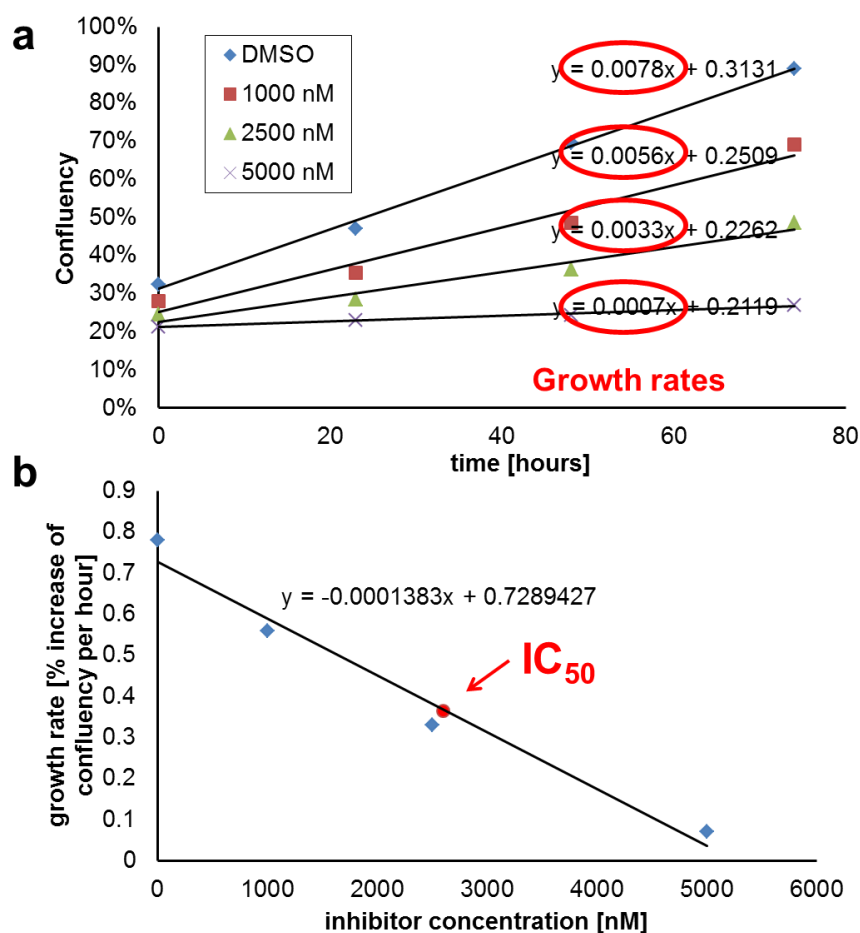 a
100%
90%
80%
70%
60%
50%
40%
30%
20%
10%
0%
Confluency
DMSO
1000 nM
2500 nM
5000 nM
y = 0.0078x + 0.3131
y = 0.0056x + 0.2509
y = 0.0033x + 0.2262
y = 0.0007x + 0.2119
Growth rates
0 20 40 60 80
time [hours]
b
0.9
0.8
0.7
0.6
0.5
0.4
0.3
0.2
0.1
0
growth rate [% increase of
confluency per hour]
y = -0.0001383x + 0.7289427
IC50
0 1000 2000 3000 4000 5000 6000
inhibitor concentration [nM]